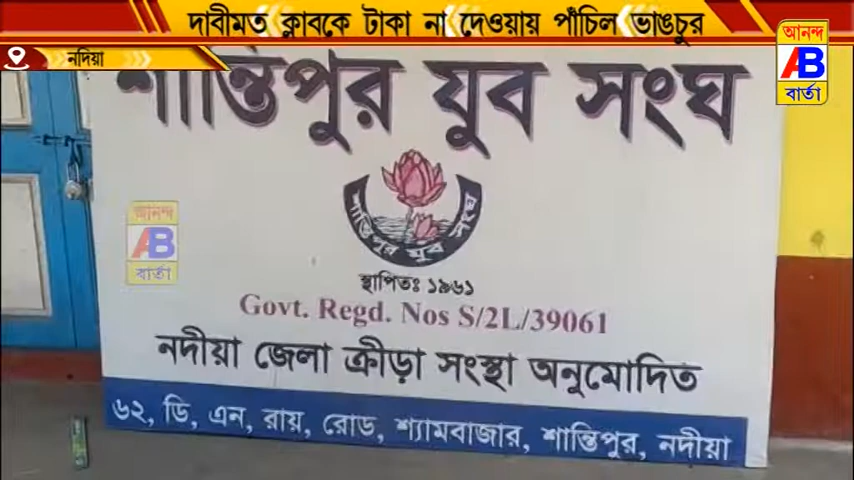 দাবীমত ক্লাবকে টাকা না দেওয়ায় পাঁচিল ভাঙচুর
নদিয়া
আনন্দ
AB
বার্তা
শান্তিপুর যুব সংঘ
শান্তিপুর যুব সংঘ
আনন্দ
AB
বার্তা
স্থাপিতঃ ১৯৬১
Govt. Regd. Nos S/2L/39061
নদীয়া জেলা ক্রীড়া সংস্থা অনুমোদিত
৬২, ডি, এন, রায়, রোড, শ্যামবাজার, শান্তিপুর, নদীয়া